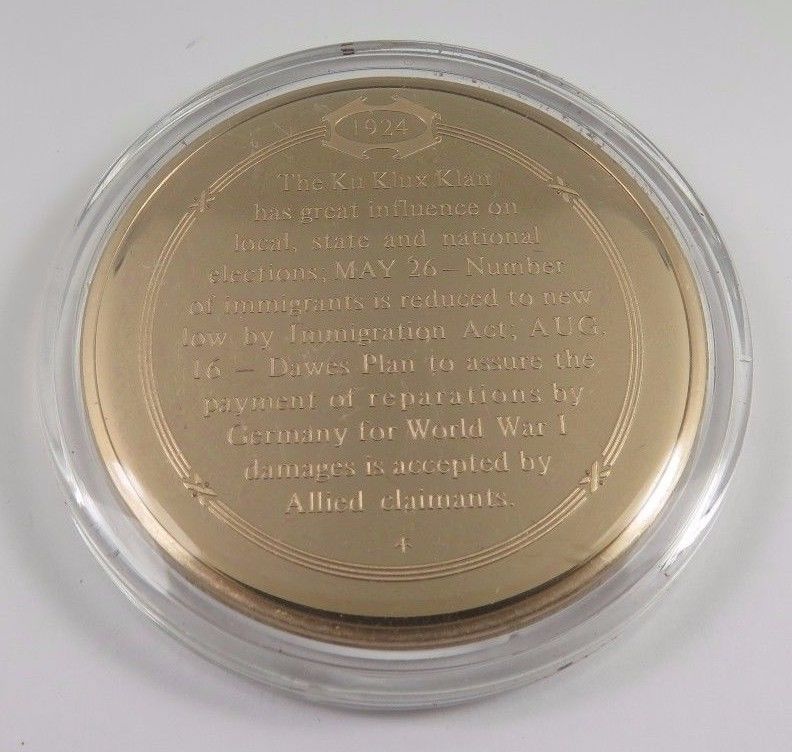 1924
The Ku Klux Klan
has great influence on
local, state and national
elections; MAY 26 – Number
of immigrants is reduced to new
low by Immigration Act; AUG.
16 – Dawes Plan to assure the
payment of reparations by
Germany for World War I
damages is accepted by
Allied claimants.